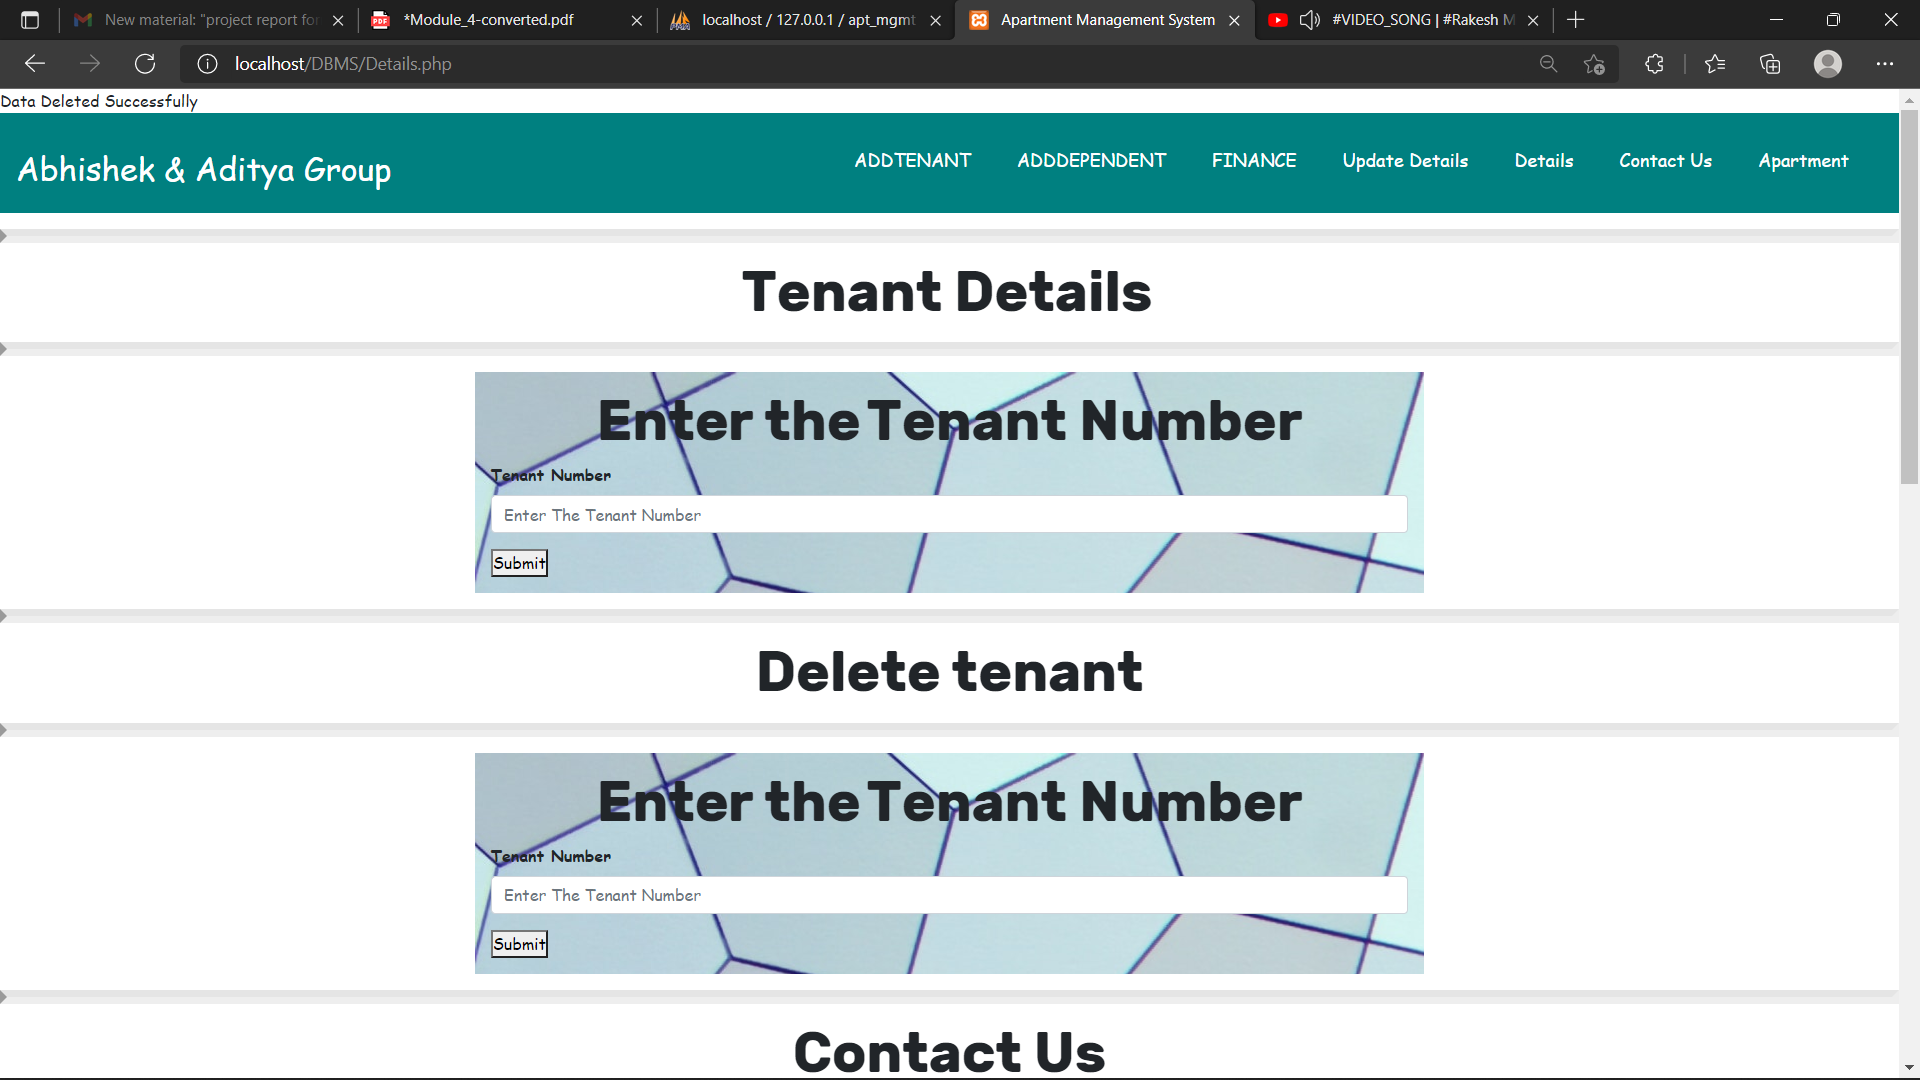 New material: "project report for
*Module_4-converted.pdf
localhost / 127.0.0.1 / apt_mgmt
Apartment Management System
#VIDEO_SONG | #Rakesh M
localhost/DBMS/Details.php
Data Deleted Successfully
Abhishek & Aditya Group
ADDTENANT
ADDDEPENDENT
FINANCE
Update Details
Details
Contact Us
Apartment
Tenant Details
Enter the Tenant Number
Tenant Number
Enter The Tenant Number
Submit
Delete tenant
Enter the Tenant Number
Tenant Number
Enter The Tenant Number
Submit
Contact Us